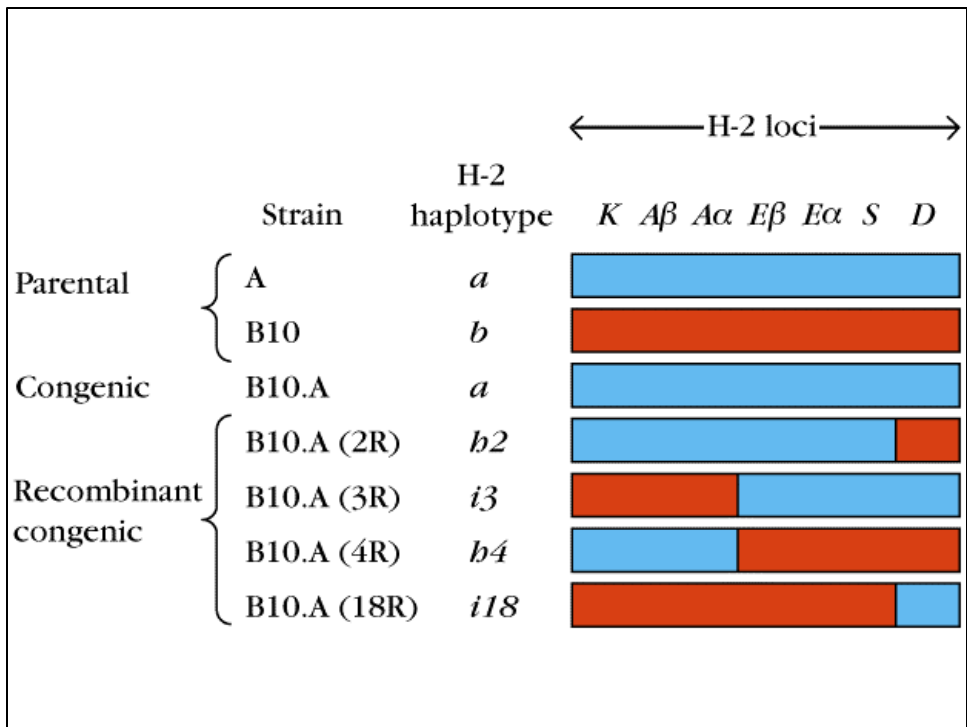 H-2 loci
H-2
Strain haplotype K Aβ Aα Eβ Eα S D
Parental
A a
B10 b
Congenic B10.A a
B10.A (2R) h2
Recombinant
congenic
B10.A (3R) i3
B10.A (4R) h4
B10.A (18R) i18